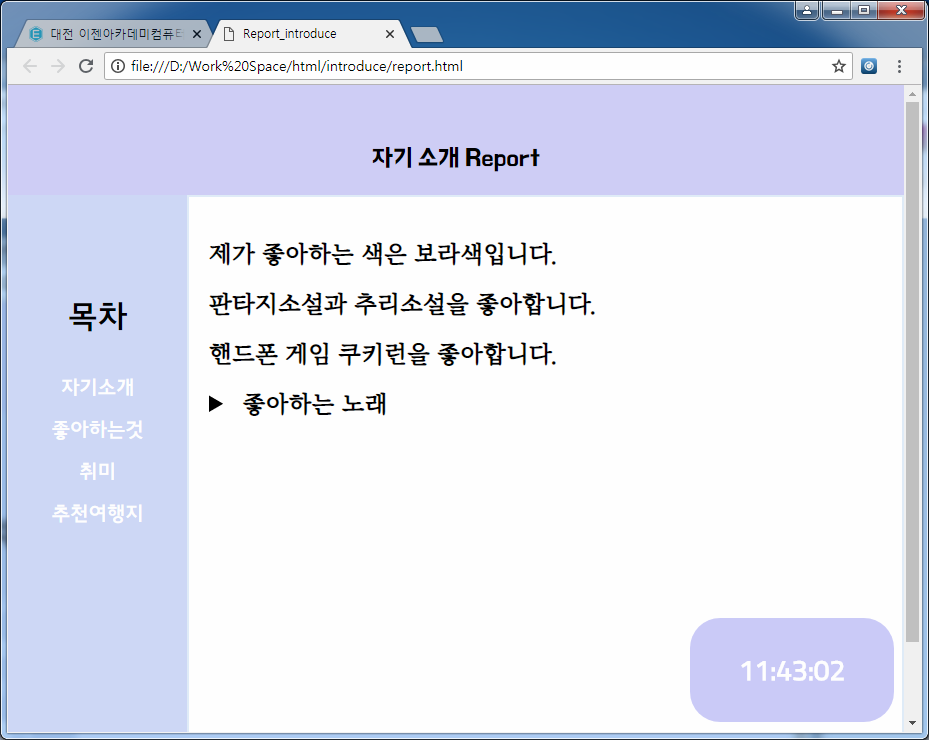 대전 이젠아카데미컴퓨터
Report_introduce
file:///D:/Work%20Space/html/introduce/report.html
자기 소개 Report
목차
자기소개
좋아하는것
취미
추천여행지
제가 좋아하는 색은 보라색입니다.
판타지소설과 추리소설을 좋아합니다.
핸드폰 게임 쿠키런을 좋아합니다.
▶ 좋아하는 노래
11:43:02